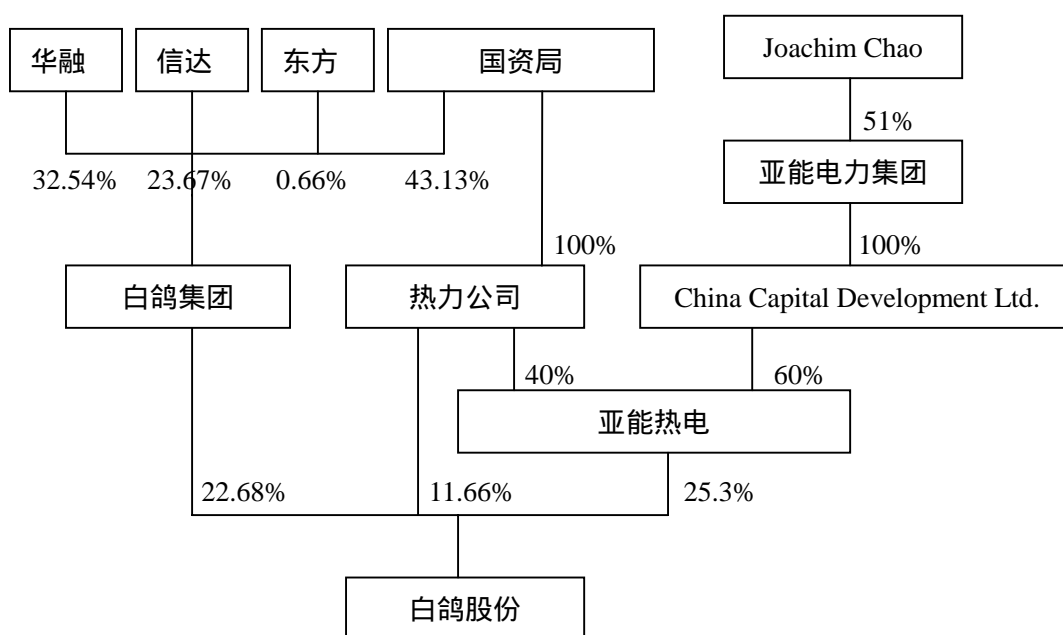 华融 信达 东方 国资局 Joachim Chao
51%
32.54% 23.67% 0.66% 43.13% 亚能电力集团
100% 100%
白鸽集团 热力公司 China Capital Development Ltd.
40% 60%
亚能热电
22.68% 11.66% 25.3%
白鸽股份